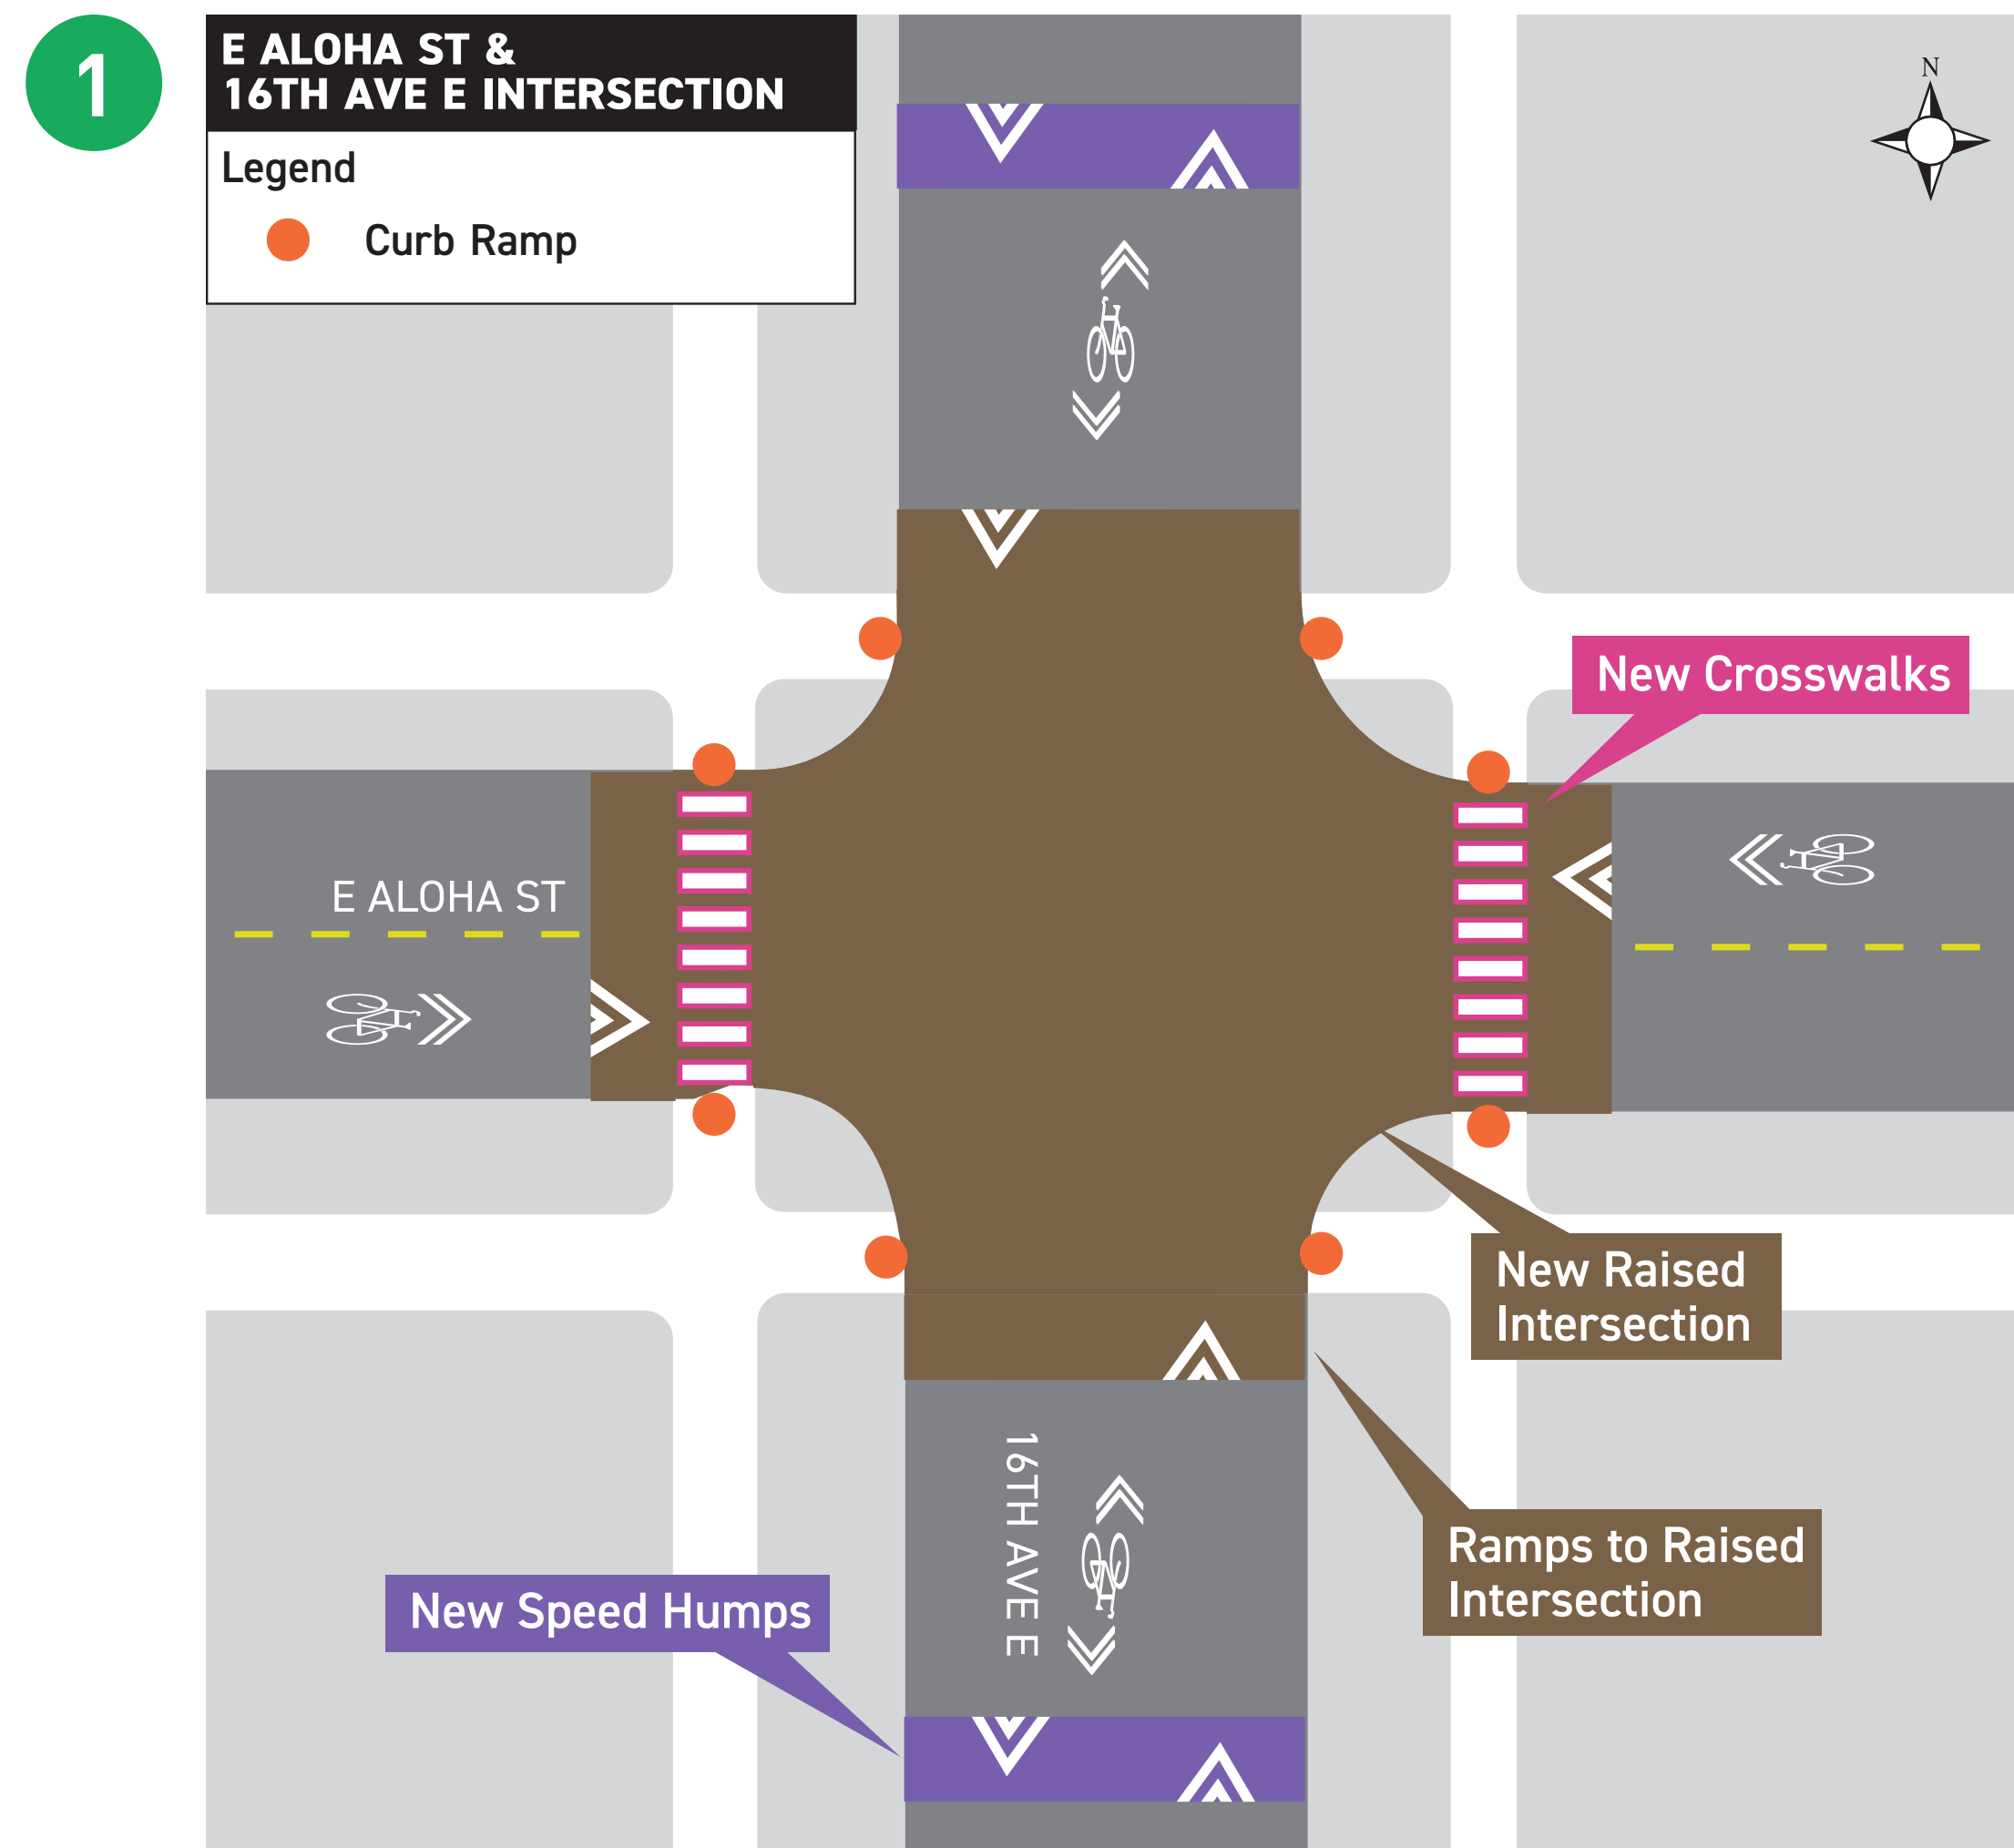 1
E ALOHA ST &
16TH AVE E INTERSECTION
Legend
Curb Ramp
N
New Crosswalks
E ALOHA ST
New Raised
Intersection
16TH AVE E
Ramps to Raised
Intersection
New Speed Humps